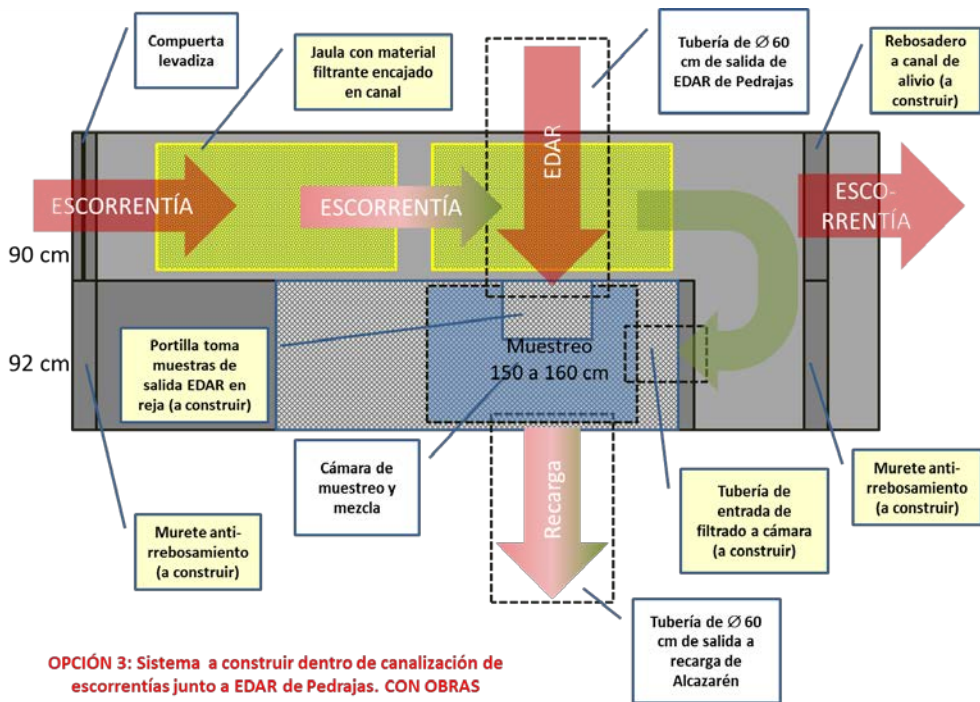 Compuerta
levadiza
Jaula con material
filtrante encajado
en canal
Tubería de Ø 60
cm de salida de
EDAR de Pedrajas
Rebosadero
a canal de
alivio (a
construir)
EDAR
ESCORRENTÍA
ESCORRENTÍA
ESCO-
RRENTÍA
90 cm
92 cm
Portilla toma
muestras de
salida EDAR en
reja (a construir)
Muestreo
150 a 160 cm
Cámara de
muestreo y
mezcla
Recarga
Tubería de
entrada de
filtrado a cámara
(a construir)
Murete anti-
rrebosamiento
(a construir)
Murete anti-
rrebosamiento
(a construir)
Tubería de Ø 60
cm de salida a
recarga de
Alcazarén
OPCIÓN 3: Sistema a construir dentro de canalización de
escorrentías junto a EDAR de Pedrajas. CON OBRAS